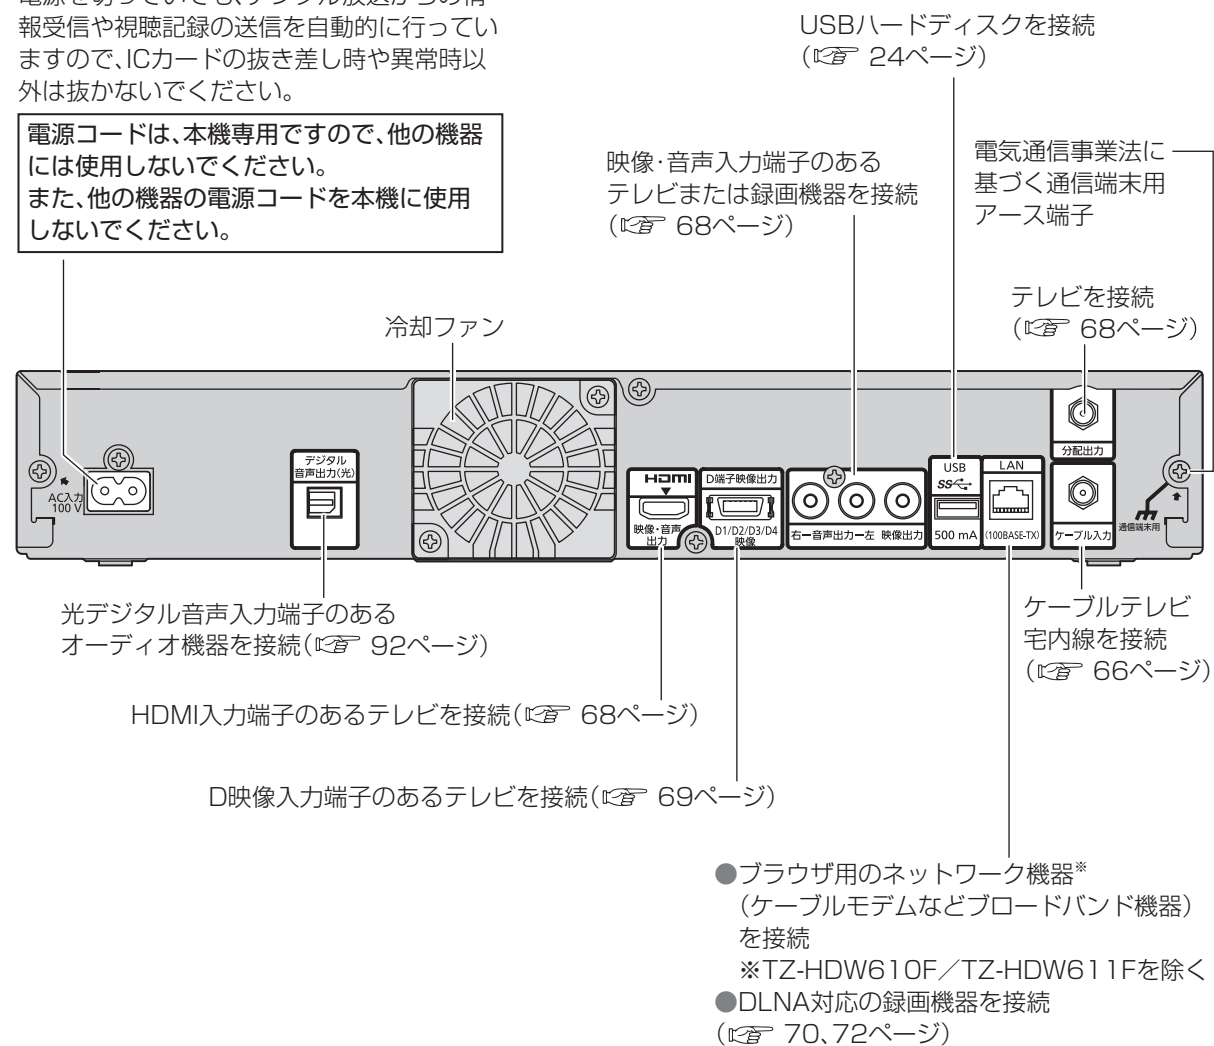 電源を切っていても、デジタル放送からの情
報受信や視聴記録の送信を自動的に行ってい
ますので、ICカードの抜き差し時や異常時以
外は抜かないでください。
電源コードは、本機専用ですので、他の機器
には使用しないでください。
また、他の機器の電源コードを本機に使用
しないでください。
USBハードディスクを接続
(☞ 24ページ)
映像・音声入力端子のある
テレビまたは録画機器を接続
(☞ 68ページ)
電気通信事業法に
基づく通信端末用
アース端子
テレビを接続
(☞ 68ページ)
冷却ファン
AC入力
100 V
デジタル
音声出力(光)
HDMI
映像・音声
出力
D端子映像出力
D1/D2/D3/D4
映像
右ー音声出力ー左 映像出力
USB
SS
500 mA
LAN
(100BASE-TX)
分配出力
ケーブル入力
通信端末用
光デジタル音声入力端子のある
オーディオ機器を接続(☞ 92ページ)
ケーブルテレビ
宅内線を接続
(☞ 66ページ)
HDMI入力端子のあるテレビを接続(☞ 68ページ)
D映像入力端子のあるテレビを接続(☞ 69ページ)
●ブラウザ用のネットワーク機器※
(ケーブルモデムなどブロードバンド機器)
を接続
※TZ-HDW610F/TZ-HDW611Fを除く
●DLNA対応の録画機器を接続
(☞ 70、72ページ)